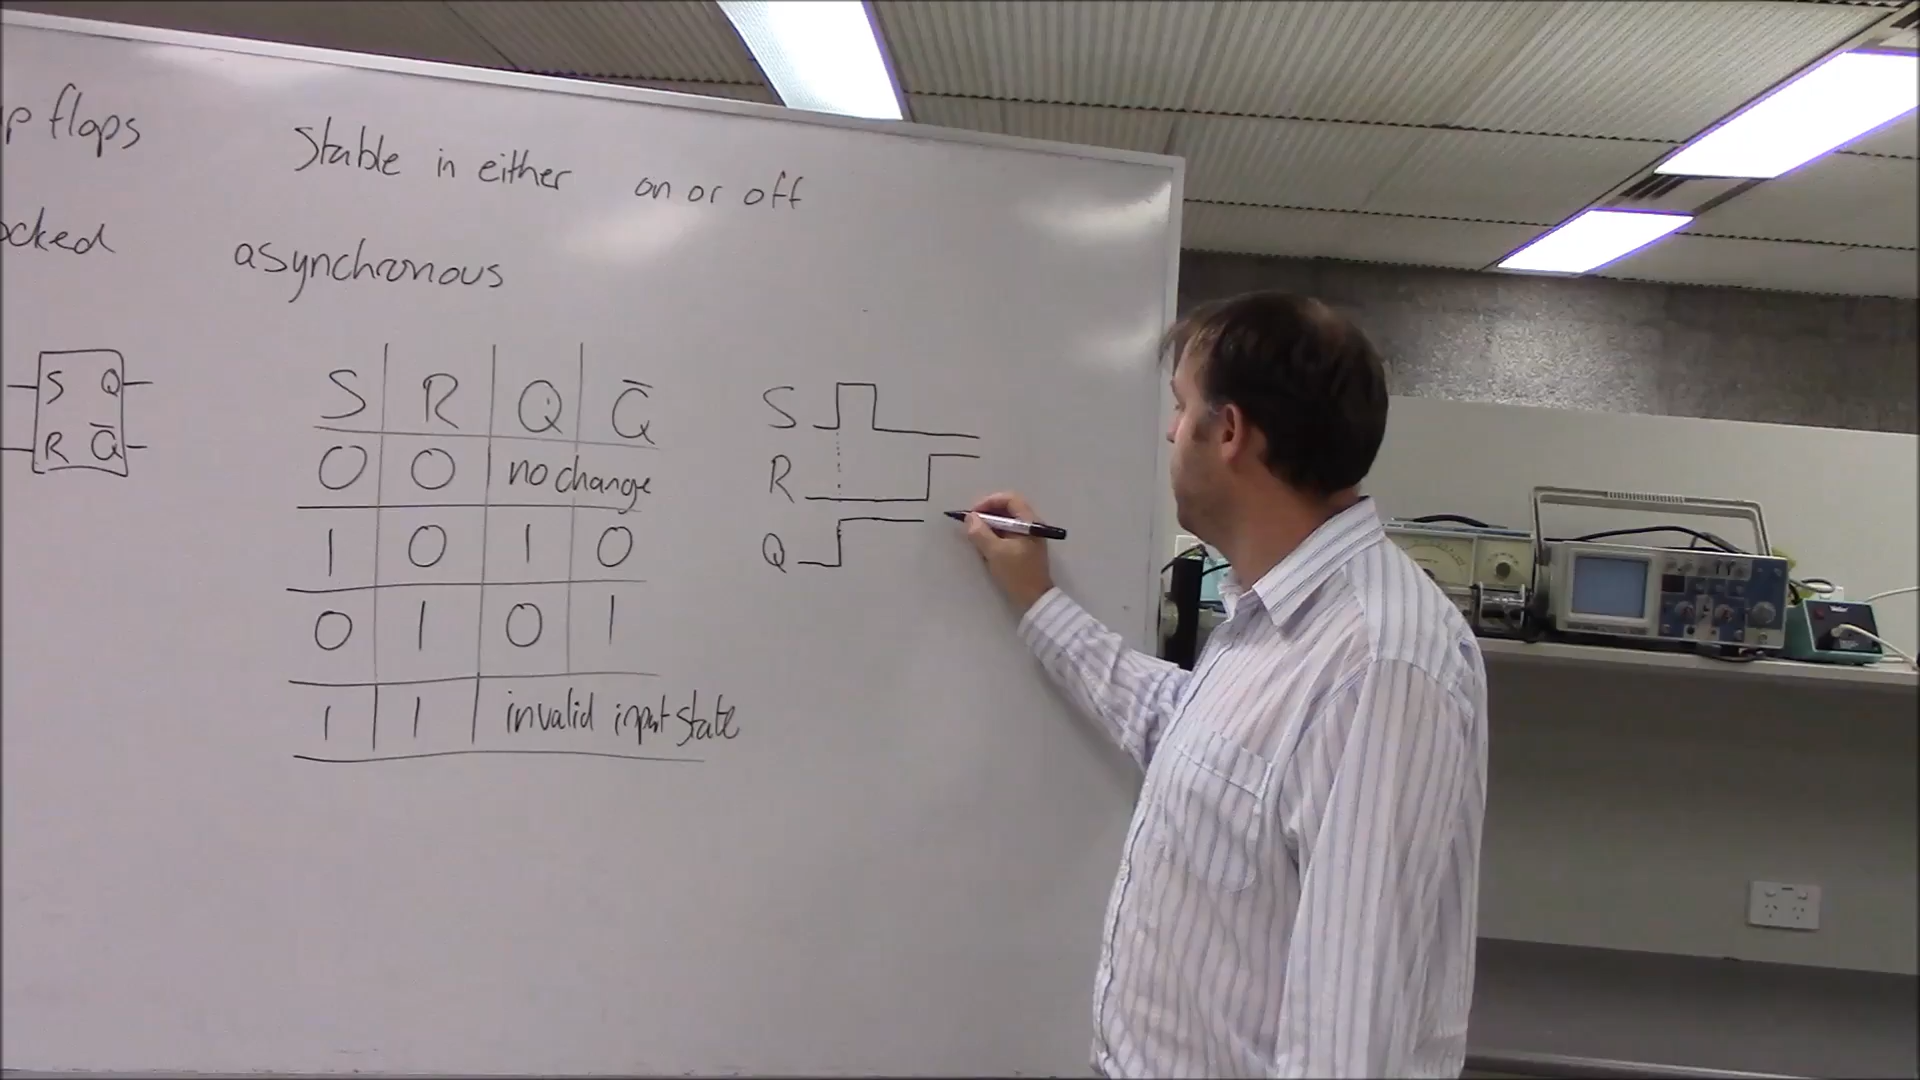 p flops
Stable in either on or off
ocked
asynchronous
S Q
R Q̅
S R Q Q̅
0 0 no change
1 0 1 0
0 1 0 1
1 1 invalid input state
S
R
Q